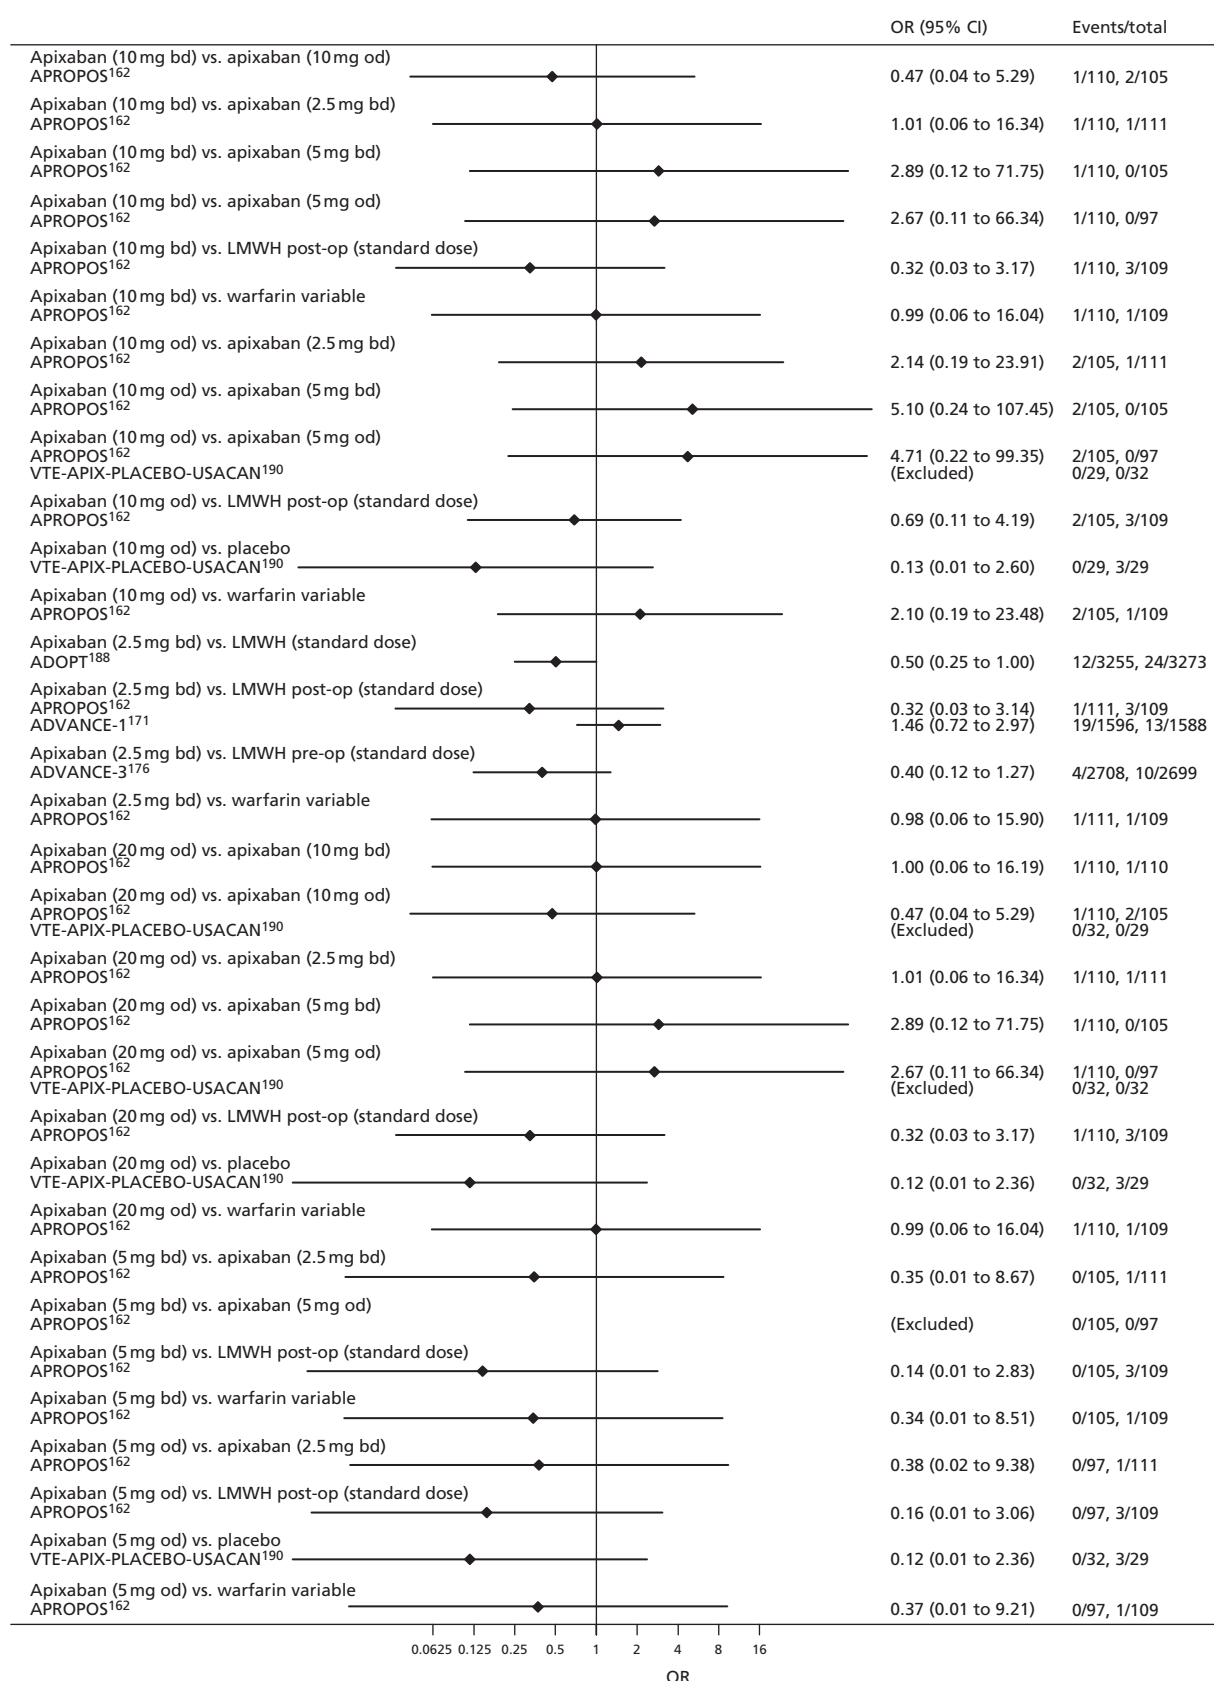 OR (95% CI) Events/total
Apixaban (10 mg bd) vs. apixaban (10 mg od)
APROPOS162 0.47 (0.04 to 5.29) 1/110, 2/105
Apixaban (10 mg bd) vs. apixaban (2.5 mg bd)
APROPOS162 1.01 (0.06 to 16.34) 1/110, 1/111
Apixaban (10 mg bd) vs. apixaban (5 mg bd)
APROPOS162 2.89 (0.12 to 71.75) 1/110, 0/105
Apixaban (10 mg bd) vs. apixaban (5 mg od)
APROPOS162 2.67 (0.11 to 66.34) 1/110, 0/97
Apixaban (10 mg bd) vs. LMWH post-op (standard dose)
APROPOS162 0.32 (0.03 to 3.17) 1/110, 3/109
Apixaban (10 mg bd) vs. warfarin variable
APROPOS162 0.99 (0.06 to 16.04) 1/110, 1/109
Apixaban (10 mg od) vs. apixaban (2.5 mg bd)
APROPOS162 2.14 (0.19 to 23.91) 2/105, 1/111
Apixaban (10 mg od) vs. apixaban (5 mg bd)
APROPOS162 5.10 (0.24 to 107.45) 2/105, 0/105
Apixaban (10 mg od) vs. apixaban (5 mg od)
APROPOS162 4.71 (0.22 to 99.35) 2/105, 0/97
VTE-APIX-PLACEBO-USACAN190 (Excluded) 0/29, 0/32
Apixaban (10 mg od) vs. LMWH post-op (standard dose)
APROPOS162 0.69 (0.11 to 4.19) 2/105, 3/109
Apixaban (10 mg od) vs. placebo
VTE-APIX-PLACEBO-USACAN190 0.13 (0.01 to 2.60) 0/29, 3/29
Apixaban (10 mg od) vs. warfarin variable
APROPOS162 2.10 (0.19 to 23.48) 2/105, 1/109
Apixaban (2.5 mg bd) vs. LMWH (standard dose)
ADOPT188 0.50 (0.25 to 1.00) 12/3255, 24/3273
Apixaban (2.5 mg bd) vs. LMWH post-op (standard dose)
APROPOS162 0.32 (0.03 to 3.14) 1/111, 3/109
ADVANCE-1171 1.46 (0.72 to 2.97) 19/1596, 13/1588
Apixaban (2.5 mg bd) vs. LMWH pre-op (standard dose)
ADVANCE-3176 0.40 (0.12 to 1.27) 4/2708, 10/2699
Apixaban (2.5 mg bd) vs. warfarin variable
APROPOS162 0.98 (0.06 to 15.90) 1/111, 1/109
Apixaban (20 mg od) vs. apixaban (10 mg bd)
APROPOS162 1.00 (0.06 to 16.19) 1/110, 1/110
Apixaban (20 mg od) vs. apixaban (10 mg od)
APROPOS162 0.47 (0.04 to 5.29) 1/110, 2/105
VTE-APIX-PLACEBO-USACAN190 (Excluded) 0/32, 0/29
Apixaban (20 mg od) vs. apixaban (2.5 mg bd)
APROPOS162 1.01 (0.06 to 16.34) 1/110, 1/111
Apixaban (20 mg od) vs. apixaban (5 mg bd)
APROPOS162 2.89 (0.12 to 71.75) 1/110, 0/105
Apixaban (20 mg od) vs. apixaban (5 mg od)
APROPOS162 2.67 (0.11 to 66.34) 1/110, 0/97
VTE-APIX-PLACEBO-USACAN190 (Excluded) 0/32, 0/32
Apixaban (20 mg od) vs. LMWH post-op (standard dose)
APROPOS162 0.32 (0.03 to 3.17) 1/110, 3/109
Apixaban (20 mg od) vs. placebo
VTE-APIX-PLACEBO-USACAN190 0.12 (0.01 to 2.36) 0/32, 3/29
Apixaban (20 mg od) vs. warfarin variable
APROPOS162 0.99 (0.06 to 16.04) 1/110, 1/109
Apixaban (5 mg bd) vs. apixaban (2.5 mg bd)
APROPOS162 0.35 (0.01 to 8.67) 0/105, 1/111
Apixaban (5 mg bd) vs. apixaban (5 mg od)
APROPOS162 (Excluded) 0/105, 0/97
Apixaban (5 mg bd) vs. LMWH post-op (standard dose)
APROPOS162 0.14 (0.01 to 2.83) 0/105, 3/109
Apixaban (5 mg bd) vs. warfarin variable
APROPOS162 0.34 (0.01 to 8.51) 0/105, 1/109
Apixaban (5 mg od) vs. apixaban (2.5 mg bd)
APROPOS162 0.38 (0.02 to 9.38) 0/97, 1/111
Apixaban (5 mg od) vs. LMWH post-op (standard dose)
APROPOS162 0.16 (0.01 to 3.06) 0/97, 3/109
Apixaban (5 mg od) vs. placebo
VTE-APIX-PLACEBO-USACAN190 0.12 (0.01 to 2.36) 0/32, 3/29
Apixaban (5 mg od) vs. warfarin variable
APROPOS162 0.37 (0.01 to 9.21) 0/97, 1/109
0.0625 0.125 0.25 0.5 1 2 4 8 16
OR